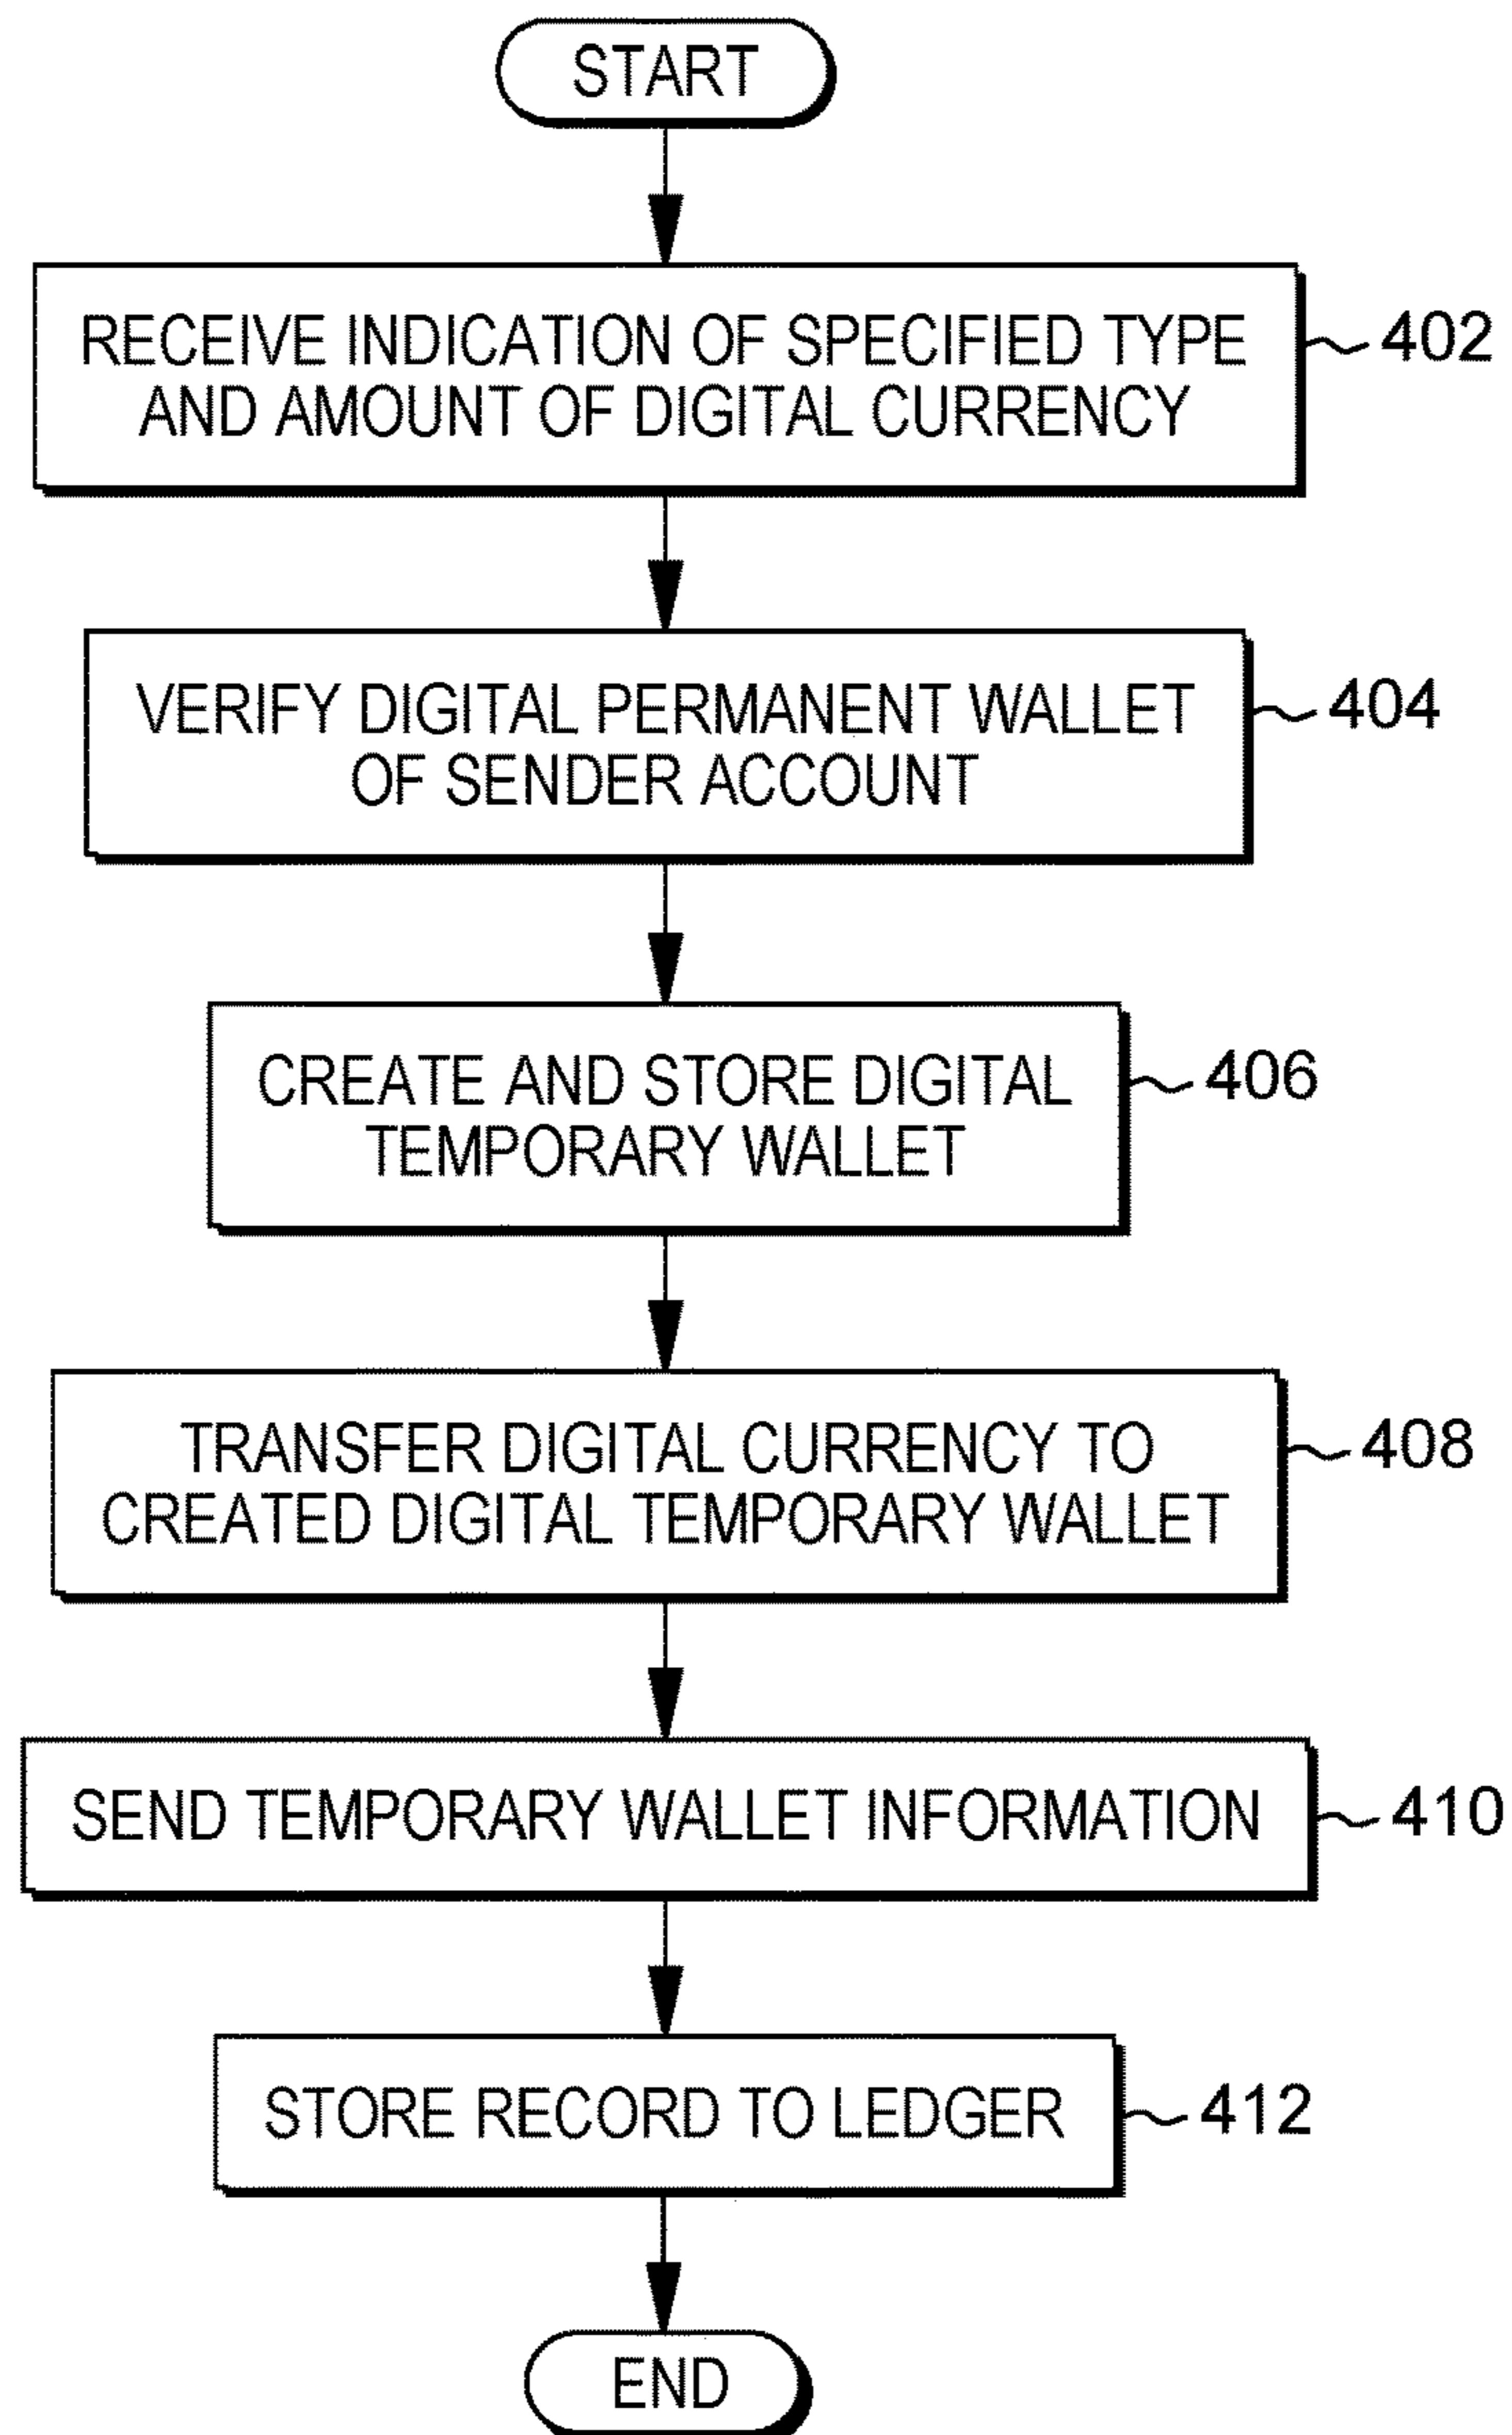 START
RECEIVE INDICATION OF SPECIFIED TYPE
AND AMOUNT OF DIGITAL CURRENCY
402
VERIFY DIGITAL PERMANENT WALLET
OF SENDER ACCOUNT
404
CREATE AND STORE DIGITAL
TEMPORARY WALLET
406
TRANSFER DIGITAL CURRENCY TO
CREATED DIGITAL TEMPORARY WALLET
408
SEND TEMPORARY WALLET INFORMATION
410
STORE RECORD TO LEDGER
412
END